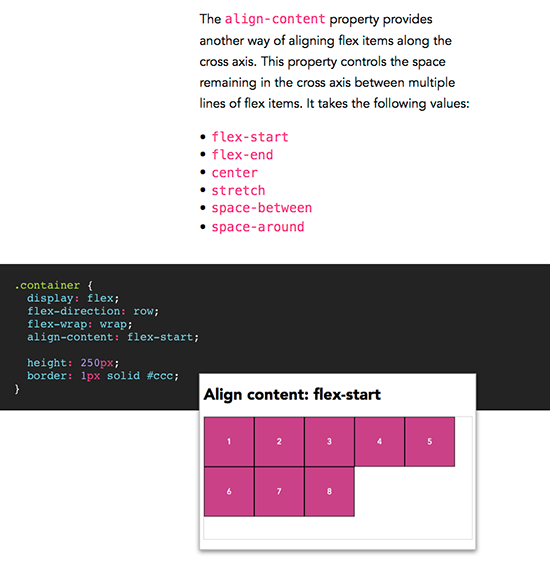 The align-content property provides
another way of aligning flex items along the
cross axis. This property controls the space
remaining in the cross axis between multiple
lines of flex items. It takes the following values:
• flex-start
• flex-end
• center
• stretch
• space-between
• space-around
.container {
  display: flex;
  flex-direction: row;
  flex-wrap: wrap;
  align-content: flex-start;
  height: 250px;
  border: 1px solid #ccc;
}
Align content: flex-start
1 2 3 4 5
6 7 8